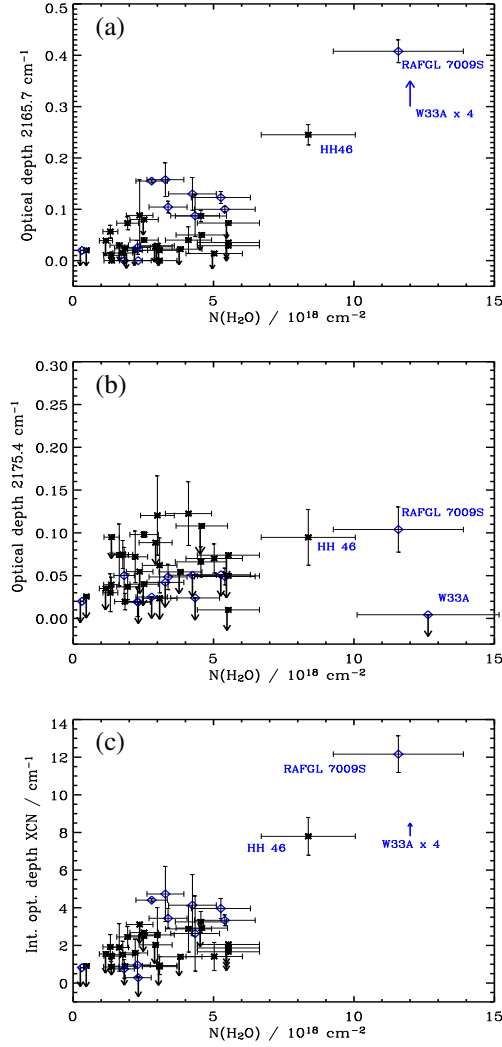 (a)
0.5
0.4
0.3
0.2
0.1
0.0
Optical depth 2165.7 cm⁻¹
RAFGL 7009S
W33A x 4
HH46
0 5 10 15
N(H₂O) / 10¹⁸ cm⁻²
(b)
0.30
0.25
0.20
0.15
0.10
0.05
0.00
Optical depth 2175.4 cm⁻¹
RAFGL 7009S
HH 46
W33A
0 5 10 15
N(H₂O) / 10¹⁸ cm⁻²
(c)
14
12
10
8
6
4
2
0
Int. opt. depth XCN / cm⁻¹
RAFGL 7009S
HH 46
W33A x 4
0 5 10 15
N(H₂O) / 10¹⁸ cm⁻²